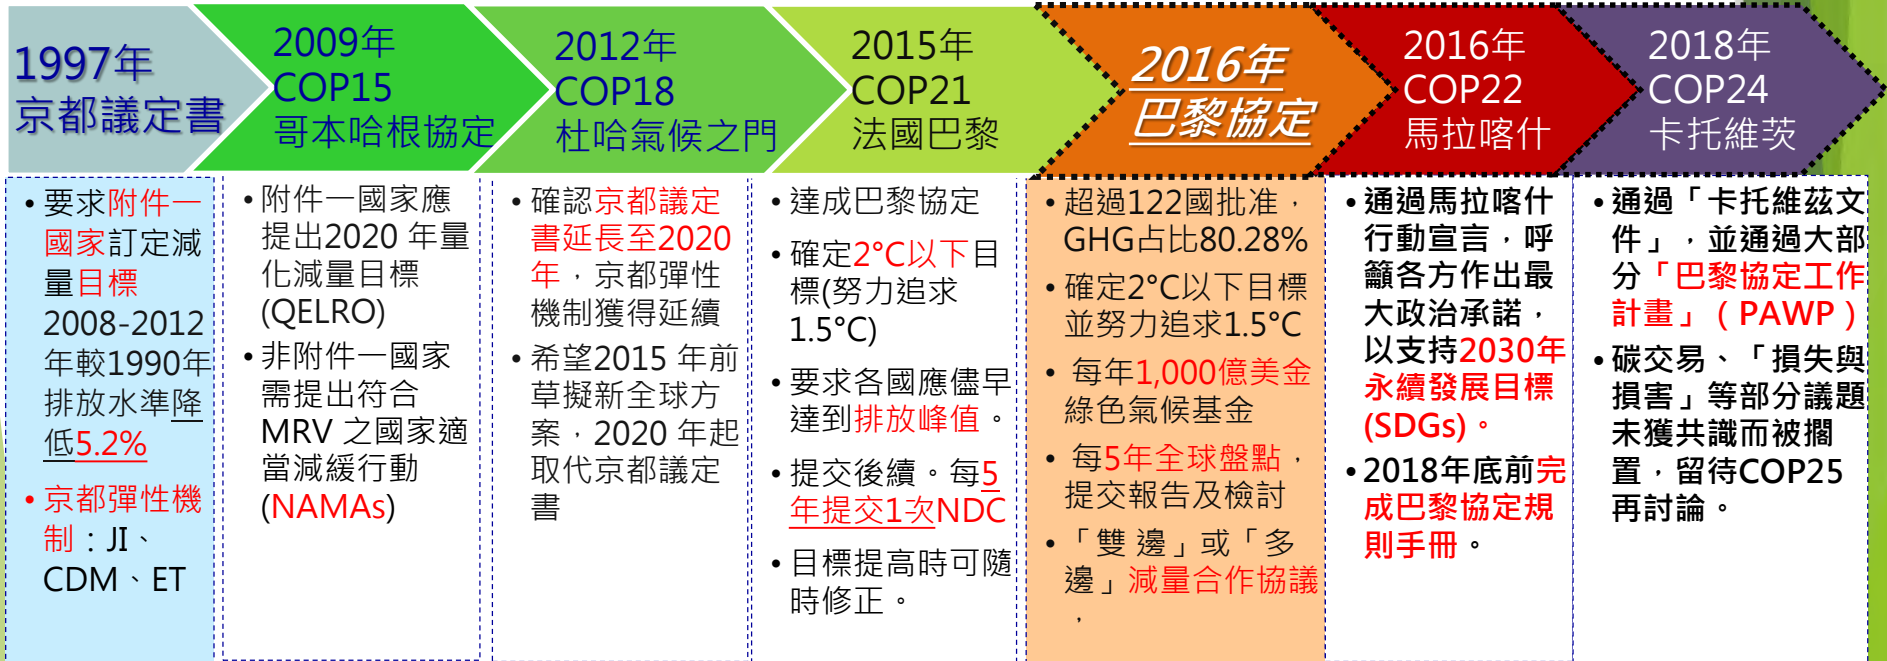 1997年
京都議定書
2009年
COP15
哥本哈根協定
2012年
COP18
杜哈氣候之門
2015年
COP21
法國巴黎
2016年
巴黎協定
2016年
COP22
馬拉喀什
2018年
COP24
卡托維茨
• 要求附件一
國家訂定減
量目標
2008-2012
年較1990年
排放水準降
低5.2%
• 京都彈性機
制：JI、
CDM、ET
• 附件一國家應
提出2020 年量
化減量目標
(QELRO)
• 非附件一國家
需提出符合
MRV 之國家適
當減緩行動
(NAMAs)
• 確認京都議定
書延長至2020
年，京都彈性
機制獲得延續
• 希望2015 年前
草擬新全球方
案，2020 年起
取代京都議定
書
• 達成巴黎協定
• 確定2°C以下目
標(努力追求
1.5°C)
• 要求各國應儘早
達到排放峰值。
• 提交後續。每5
年提交1次NDC
• 目標提高時可隨
時修正。
• 超過122國批准，
GHG占比80.28%
• 確定2°C以下目標
並努力追求1.5°C
• 每年1,000億美金
綠色氣候基金
• 每5年全球盤點，
提交報告及檢討
• 「雙 邊」或「多
邊」減量合作協議
，
• 通過馬拉喀什
行動宣言，呼
籲各方作出最
大政治承諾，
以支持2030年
永續發展目標
(SDGs)。
• 2018年底前完
成巴黎協定規
則手冊。
• 通過「卡托維茲文
件」，並通過大部
分「巴黎協定工作
計畫」（PAWP）
• 碳交易、「損失與
損害」等部分議題
未獲共識而被擱
置，留待COP25
再討論。